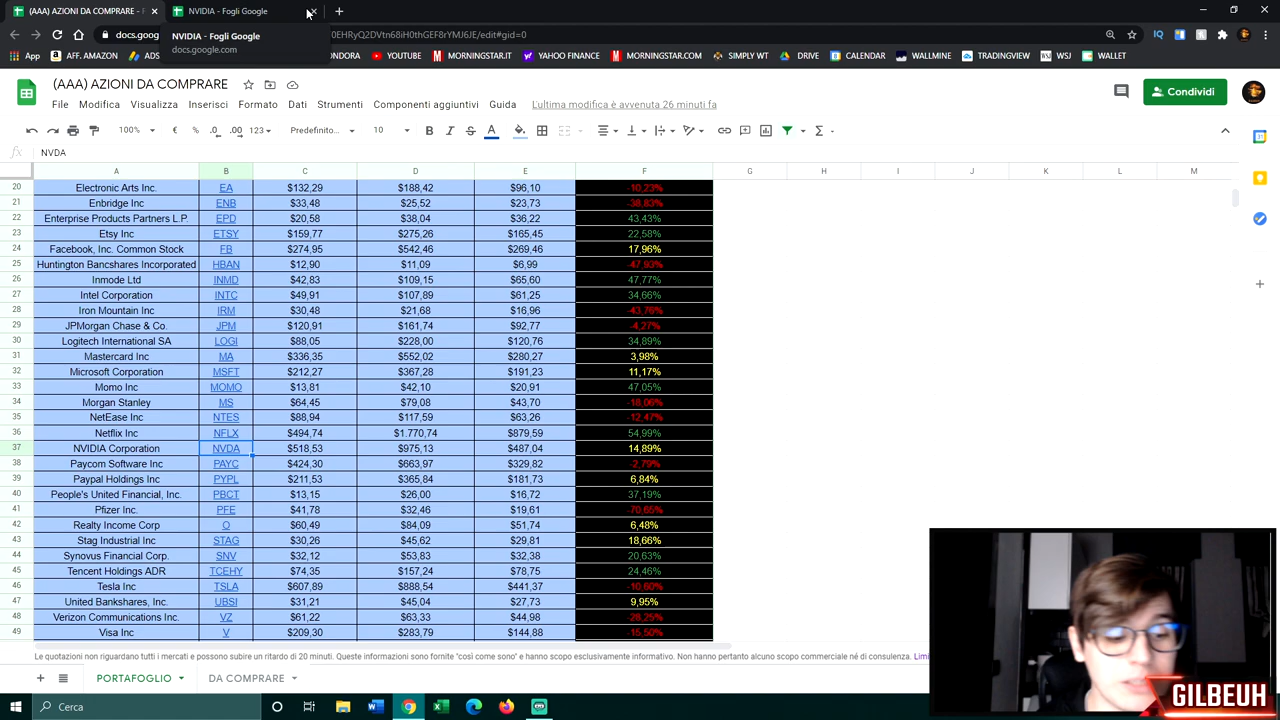 (AAA) AZIONI DA COMPRARE - F
NVIDIA - Fogli Google
docs.goog
NVIDIA - Fogli Google
docs.google.com
0EHRyQ2DVtn68iH0thGEF8rYMJ6JE/edit#gid=0
App
AFF. AMAZON
ADS
ANDORA
YOUTUBE
MORNINGSTAR.IT
YAHOO FINANCE
MORNINGSTAR.COM
SIMPLY WT
DRIVE
CALENDAR
WALLMINE
TRADINGVIEW
WSJ
WALLET
(AAA) AZIONI DA COMPRARE
Condividi
File Modifica Visualizza Inserisci Formato Dati Strumenti Componenti aggiuntivi Guida L'ultima modifica è avvenuta 26 minuti fa
100% € % .0 .00 123 Predefinito... 10 B I S A
fx NVDA
A B C D E F G H I J K L M
20 Electronic Arts Inc. EA $132,29 $188,42 $96,10 -10,23%
21 Enbridge Inc ENB $33,48 $25,52 $23,73 -38,83%
22 Enterprise Products Partners L.P. EPD $20,58 $38,04 $36,22 43,43%
23 Etsy Inc ETSY $159,77 $275,26 $165,45 22,58%
24 Facebook, Inc. Common Stock FB $274,95 $542,46 $269,46 17,96%
25 Huntington Bancshares Incorporated HBAN $12,90 $11,09 $6,99 -47,93%
26 Inmode Ltd INMD $42,83 $109,15 $65,60 47,77%
27 Intel Corporation INTC $49,91 $107,89 $61,25 34,66%
28 Iron Mountain Inc IRM $30,48 $21,68 $16,96 -43,76%
29 JPMorgan Chase & Co. JPM $120,91 $161,74 $92,77 -4,27%
30 Logitech International SA LOGI $88,05 $228,00 $120,76 34,89%
31 Mastercard Inc MA $336,35 $552,02 $280,27 3,98%
32 Microsoft Corporation MSFT $212,27 $367,28 $191,23 11,17%
33 Momo Inc MOMO $13,81 $42,10 $20,91 47,05%
34 Morgan Stanley MS $64,45 $79,08 $43,70 -18,06%
35 NetEase Inc NTES $88,94 $117,59 $63,26 -12,47%
36 Netflix Inc NFLX $494,74 $1.770,74 $879,59 54,99%
37 NVIDIA Corporation NVDA $518,53 $975,13 $487,04 14,89%
38 Paycom Software Inc PAYC $424,30 $663,97 $329,82 -2,79%
39 Paypal Holdings Inc PYPL $211,53 $365,84 $181,73 6,84%
40 People's United Financial, Inc. PBCT $13,15 $26,00 $16,72 37,19%
41 Pfizer Inc. PFE $41,78 $32,46 $19,61 -70,65%
42 Realty Income Corp O $60,49 $84,09 $51,74 6,48%
43 Stag Industrial Inc STAG $30,26 $45,62 $29,81 18,66%
44 Synovus Financial Corp. SNV $32,12 $53,83 $32,38 20,63%
45 Tencent Holdings ADR TCEHY $74,35 $157,24 $78,75 24,46%
46 Tesla Inc TSLA $607,89 $888,54 $441,37 -10,60%
47 United Bankshares, Inc. UBSI $31,21 $45,04 $27,73 9,95%
48 Verizon Communications Inc. VZ $61,22 $63,33 $44,98 -28,25%
49 Visa Inc V $209,30 $283,79 $144,88 -15,50%
Le quotazioni non riguardano tutti i mercati e possono subire un ritardo di 20 minuti. Queste informazioni sono fornite "così come sono" e hanno scopo esclusivamente informativo. Non hanno pertanto alcuno scopo commerciale né di consulenza. Limi
PORTAFOGLIO DA COMPRARE
Cerca
GILBEUH